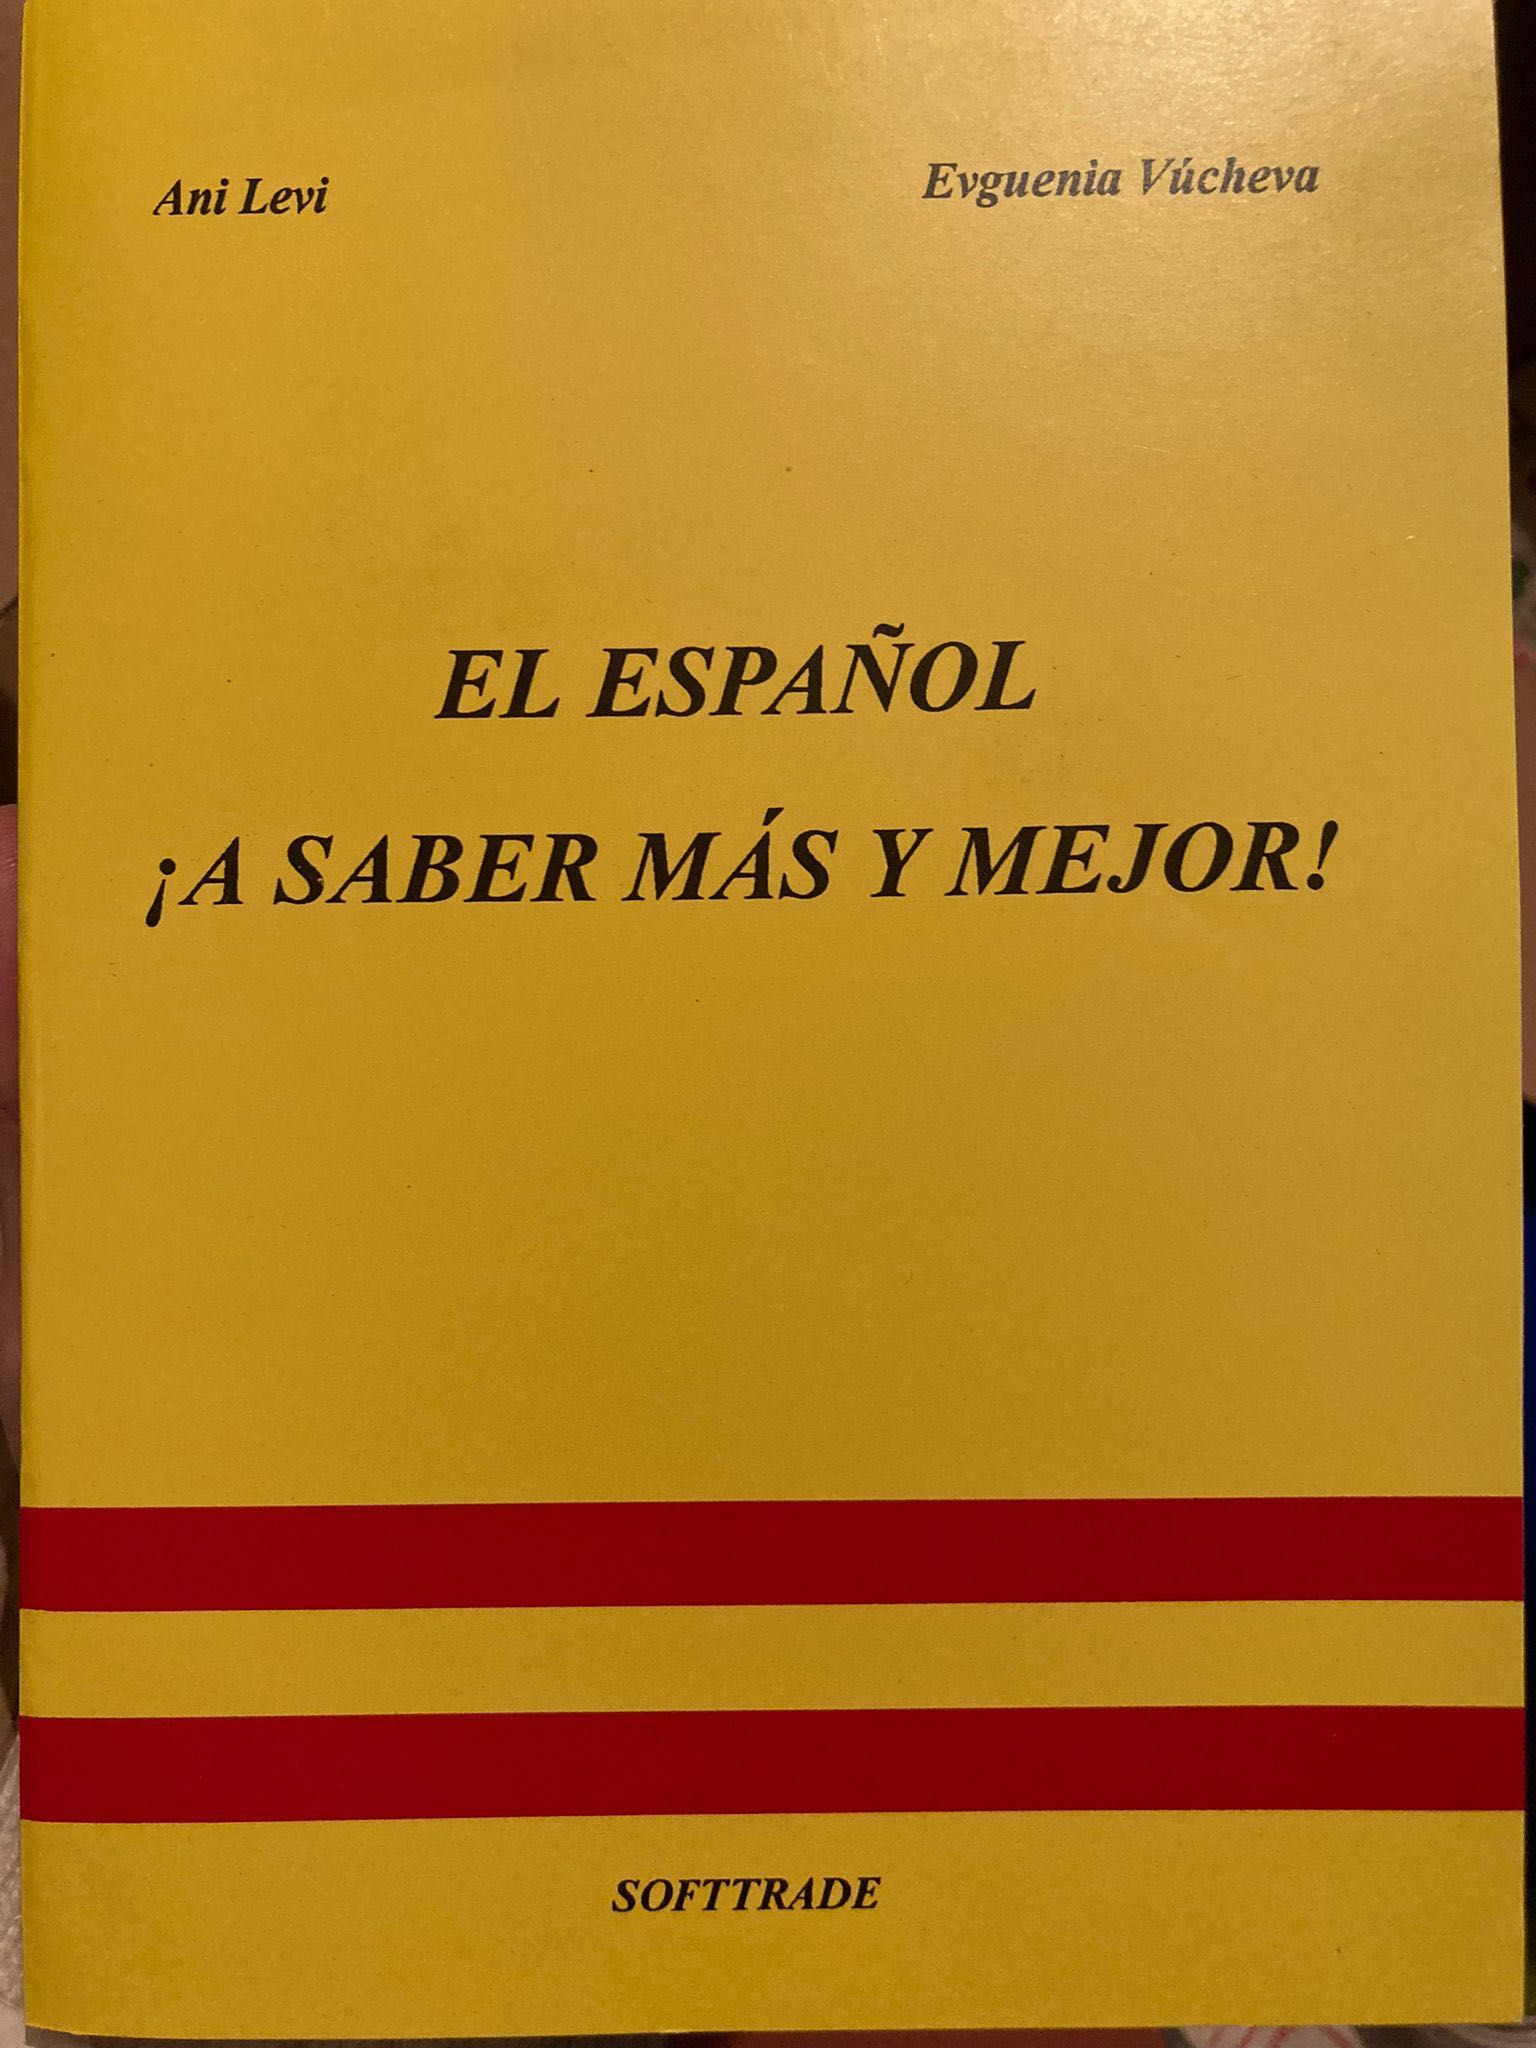 Ani Levi
Evguenia Vúcheva
EL ESPAÑOL
¡A SABER MÁS Y MEJOR!
SOFTTRADE